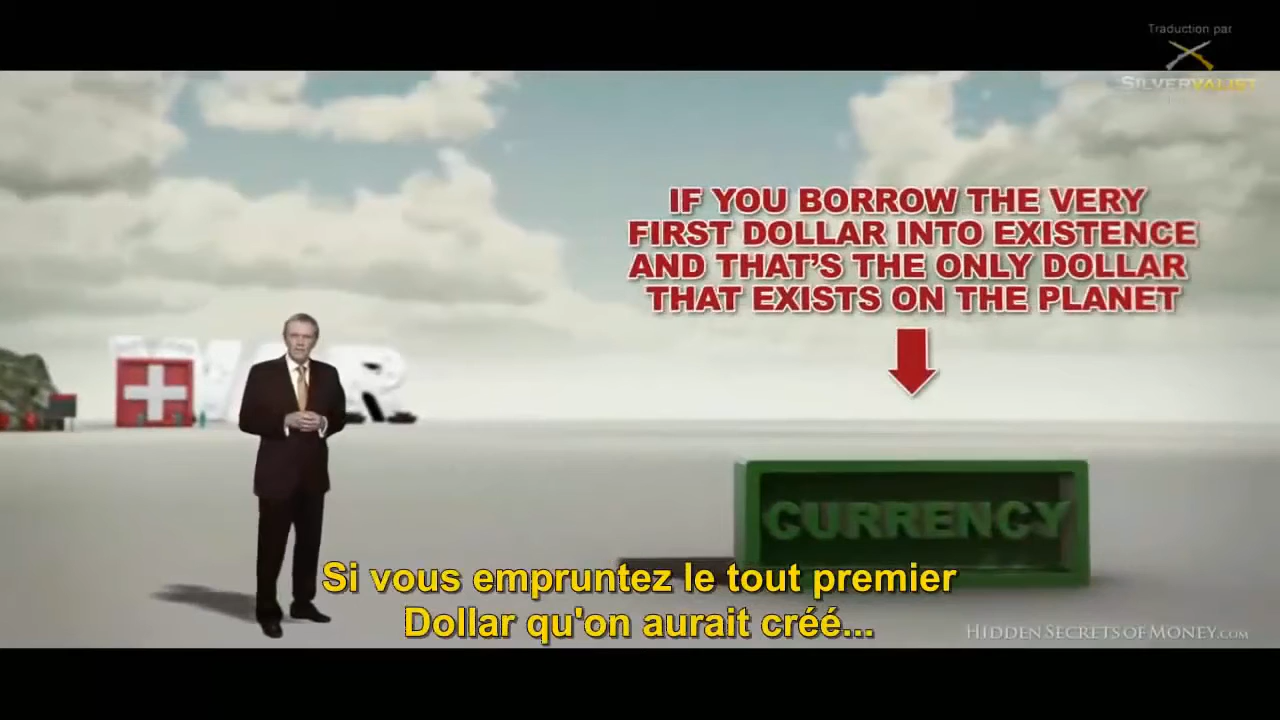 Traduction par
SILVERVALIST
IF YOU BORROW THE VERY
FIRST DOLLAR INTO EXISTENCE
AND THAT'S THE ONLY DOLLAR
THAT EXISTS ON THE PLANET
WAR
CURRENCY
Si vous empruntez le tout premier
Dollar qu'on aurait créé...
HIDDENSECRETSOFMONEY.COM